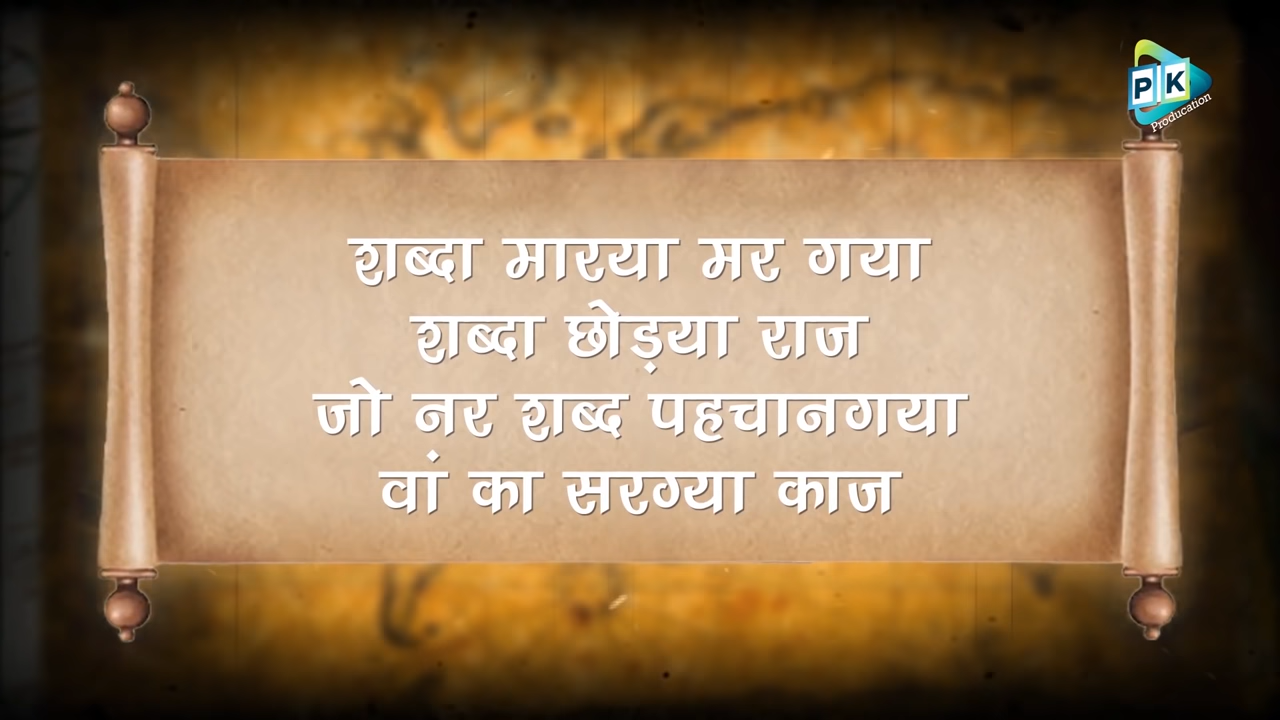 PK
Producation
शब्दा मारया मर गया
शब्दा छोड़या राज
जो नर शब्द पहचानगया
वां का सरग्या काज